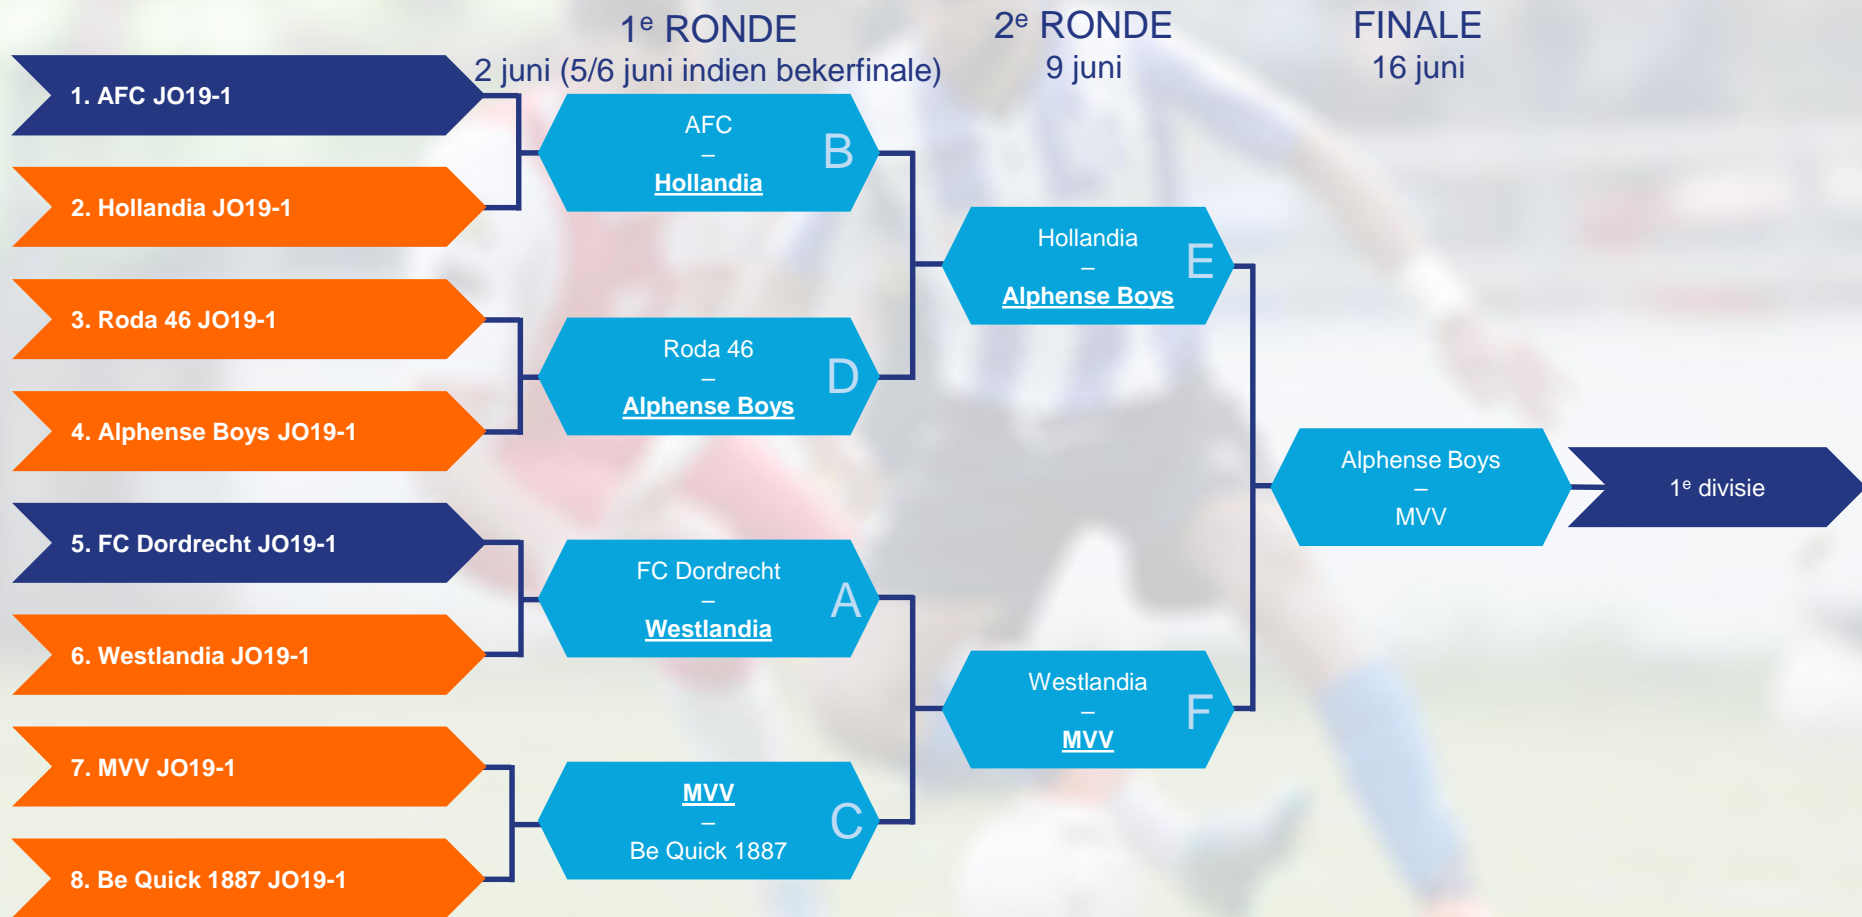 1e RONDE
2 juni (5/6 juni indien bekerfinale)
2e RONDE
9 juni
FINALE
16 juni
1. AFC JO19-1
2. Hollandia JO19-1
3. Roda 46 JO19-1
4. Alphense Boys JO19-1
5. FC Dordrecht JO19-1
6. Westlandia JO19-1
7. MVV JO19-1
8. Be Quick 1887 JO19-1
AFC
–
Hollandia
B
Roda 46
–
Alphense Boys
D
FC Dordrecht
–
Westlandia
A
MVV
–
Be Quick 1887
C
Hollandia
–
Alphense Boys
E
Westlandia
–
MVV
F
Alphense Boys
–
MVV
1e divisie